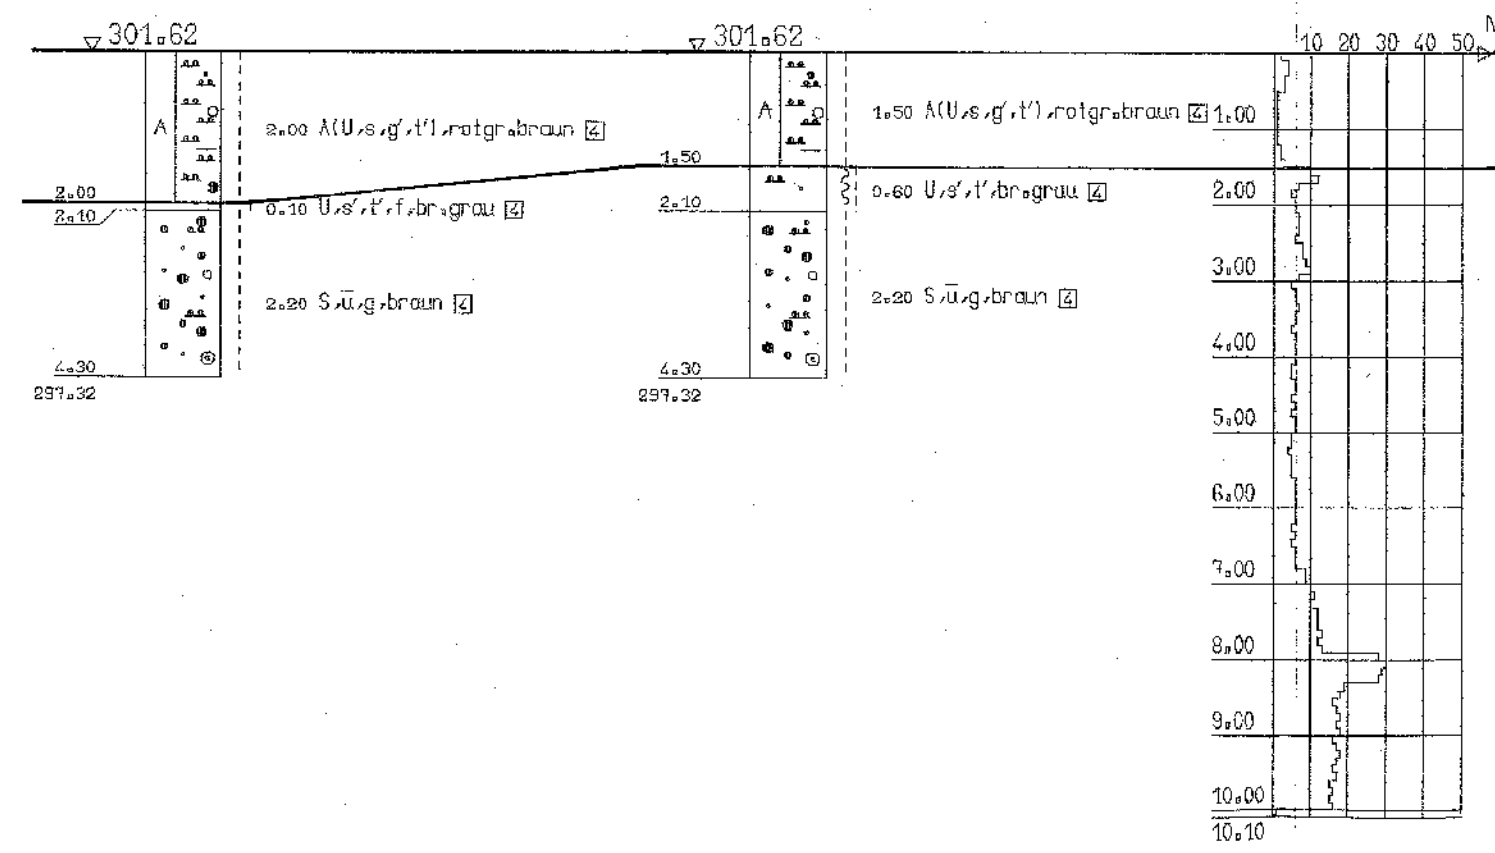 301.62
A
2.00 A(U,s,g',t'),rotgr.braun 4
2.00
2.10
0.10 U,s',t',f,br.grau 4
2.20 S,ū,g,braun 4
4.30
297.32
301.62
A
1.50 A(U,s,g',t'),rotgr.braun 4
1.50
0.60 U,s',t',br.grau 4
2.10
2.20 S,ū,g,braun 4
4.30
297.32
10 20 30 40 50
1.00
2.00
3.00
4.00
5.00
6.00
7.00
8.00
9.00
10.00
10.10